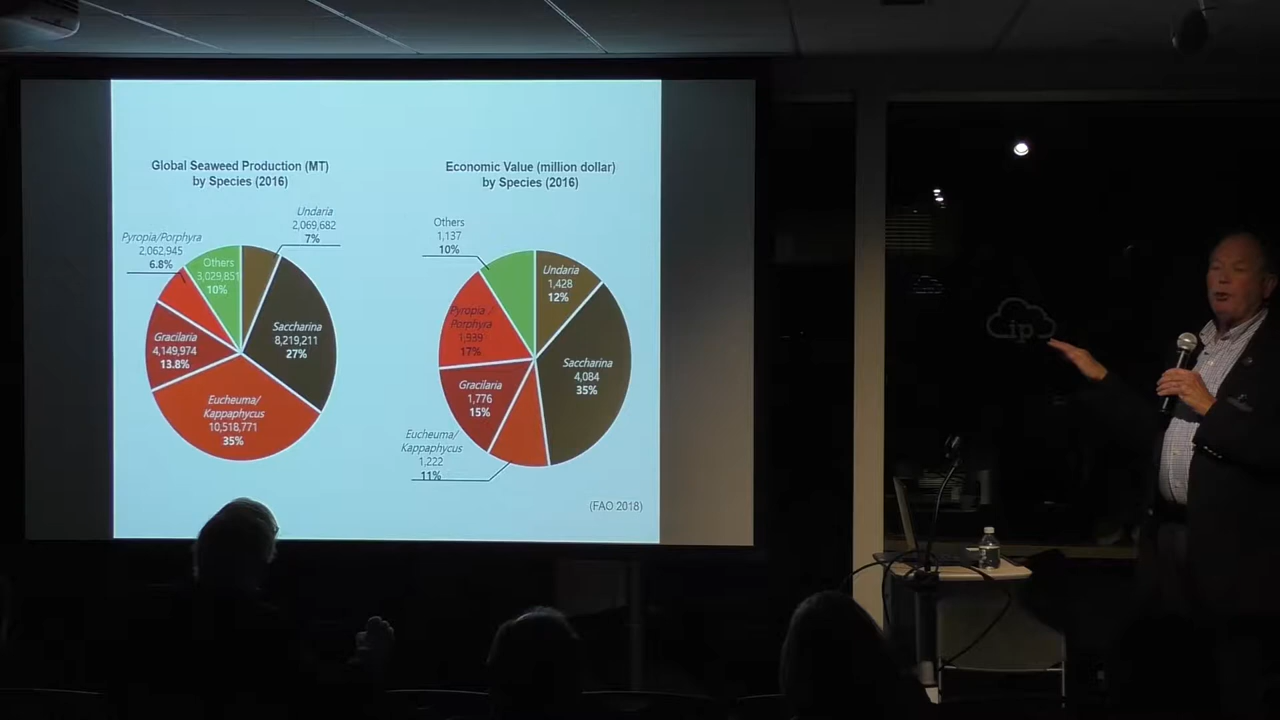 Global Seaweed Production (MT)
by Species (2016)
Undaria
2,069,682
7%
Pyropia/Porphyra
2,062,945
6.8%
Others
3,029,851
10%
Saccharina
8,219,211
27%
Gracilaria
4,149,974
13.8%
Eucheuma/
Kappaphycus
10,518,771
35%
Economic Value (million dollar)
by Species (2016)
Others
1,137
10%
Undaria
1,428
12%
Pyropia /
Porphyra
1,939
17%
Saccharina
4,084
35%
Gracilaria
1,776
15%
Eucheuma/
Kappaphycus
1,222
11%
(FAO 2018)
ip